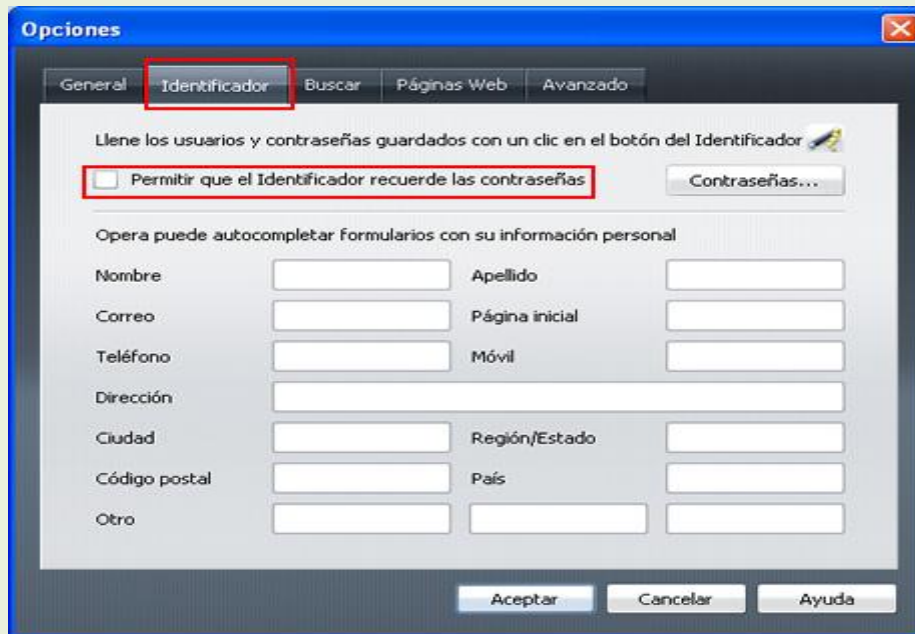 Opciones
General Identificador Buscar Páginas Web Avanzado
Llene los usuarios y contraseñas guardados con un clic en el botón del Identificador
Permitir que el Identificador recuerde las contraseñas Contraseñas...
Opera puede autocompletar formularios con su información personal
Nombre Apellido
Correo Página inicial
Teléfono Móvil
Dirección
Ciudad Región/Estado
Código postal País
Otro
Aceptar Cancelar Ayuda